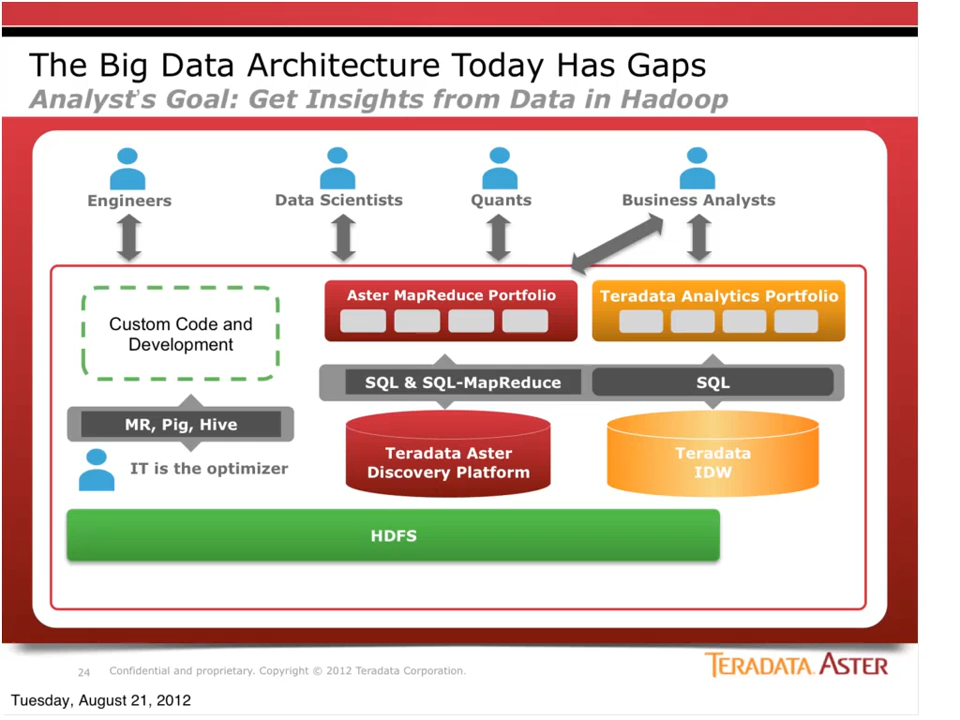 The Big Data Architecture Today Has Gaps
Analyst's Goal: Get Insights from Data in Hadoop
Engineers
Data Scientists
Quants
Business Analysts
Custom Code and
Development
Aster MapReduce Portfolio
Teradata Analytics Portfolio
MR, Pig, Hive
SQL & SQL-MapReduce
SQL
IT is the optimizer
Teradata Aster
Discovery Platform
Teradata
IDW
HDFS
24 Confidential and proprietary. Copyright © 2012 Teradata Corporation.
TERADATA ASTER
Tuesday, August 21, 2012